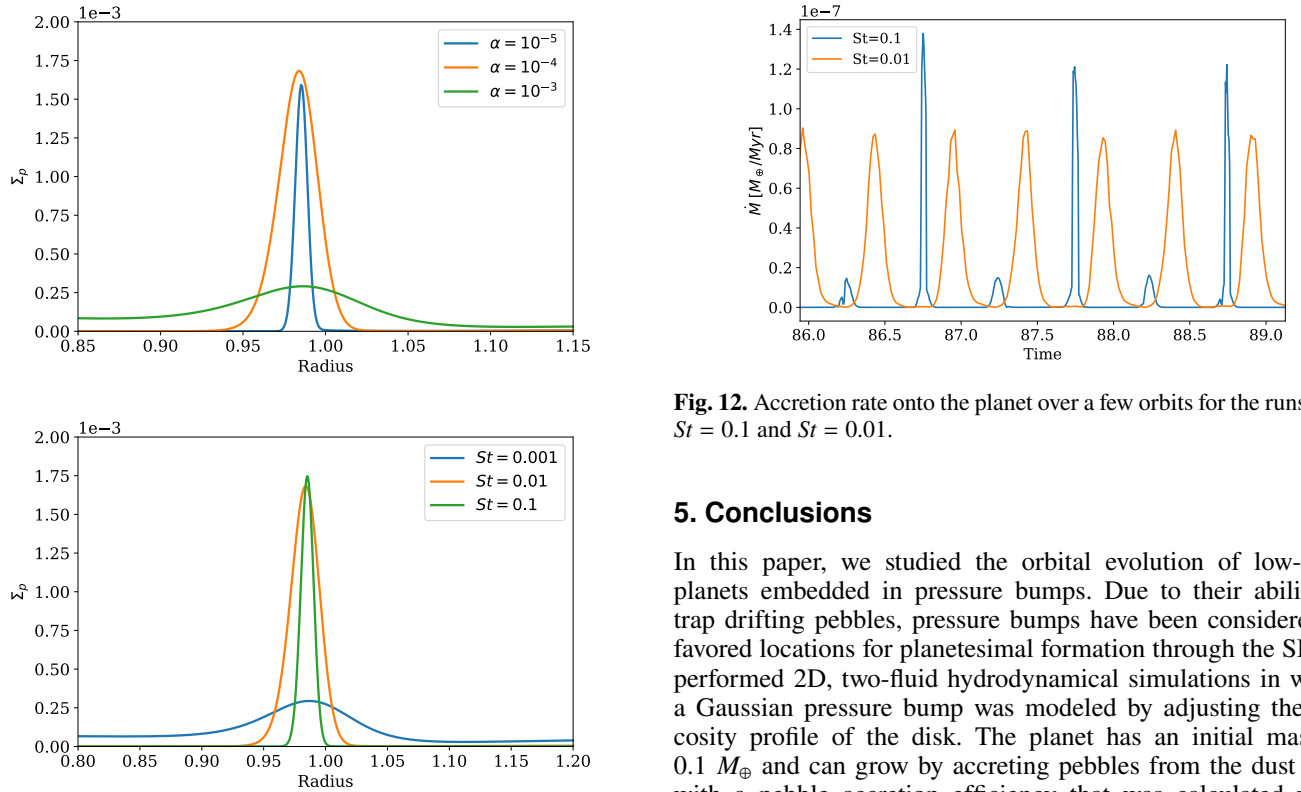 1e−3
2.00
1.75
1.50
1.25
1.00
0.75
0.50
0.25
0.00
Σp
α = 10⁻⁵
α = 10⁻⁴
α = 10⁻³
0.85 0.90 0.95 1.00 1.05 1.10 1.15
Radius
1e−3
2.00
1.75
1.50
1.25
1.00
0.75
0.50
0.25
0.00
Σp
St = 0.001
St = 0.01
St = 0.1
0.80 0.85 0.90 0.95 1.00 1.05 1.10 1.15 1.20
Radius
1e−7
1.4
1.2
1.0
0.8
0.6
0.4
0.2
0.0
Ṁ [M⊕/Myr]
St=0.1
St=0.01
86.0 86.5 87.0 87.5 88.0 88.5 89.0
Time
Fig. 12. Accretion rate onto the planet over a few orbits for the runs
St = 0.1 and St = 0.01.
5. Conclusions
In this paper, we studied the orbital evolution of low-
planets embedded in pressure bumps. Due to their abili
trap drifting pebbles, pressure bumps have been considere
favored locations for planetesimal formation through the SI
performed 2D, two-fluid hydrodynamical simulations in w
a Gaussian pressure bump was modeled by adjusting the
cosity profile of the disk. The planet has an initial mas
0.1 M⊕ and can grow by accreting pebbles from the dust